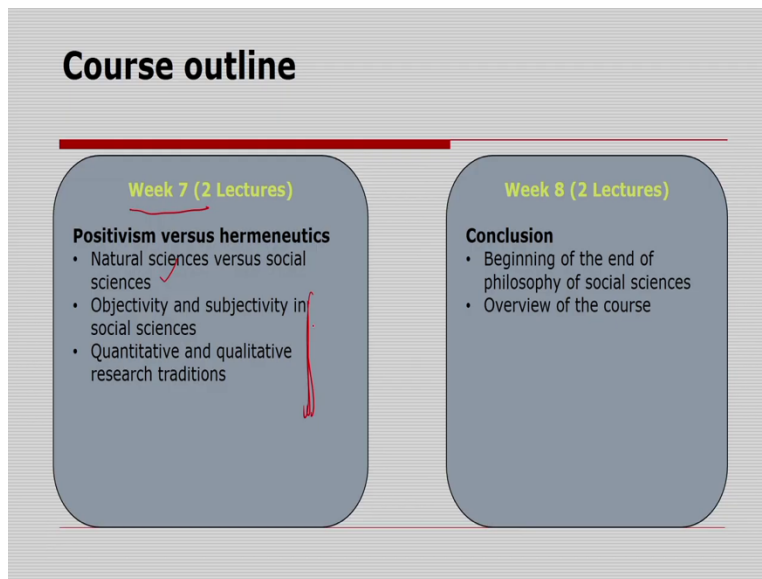 Course outline
Week 7 (2 Lectures)
Positivism versus hermeneutics
• Natural sciences versus social
sciences
• Objectivity and subjectivity in
social sciences
• Quantitative and qualitative
research traditions
Week 8 (2 Lectures)
Conclusion
• Beginning of the end of
philosophy of social sciences
• Overview of the course